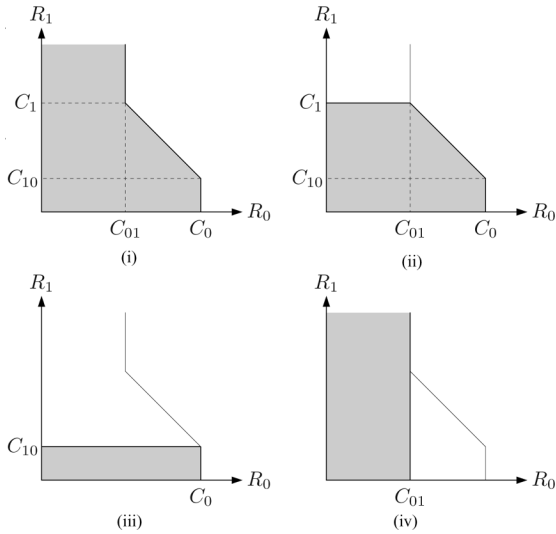 R₁ R₁
C₁ C₁
C₁₀ C₁₀
R₀ R₀
C₀₁ C₀ C₀₁ C₀
(i) (ii)
R₁ R₁
C₁₀
R₀ R₀
C₀ C₀₁
(iii) (iv)